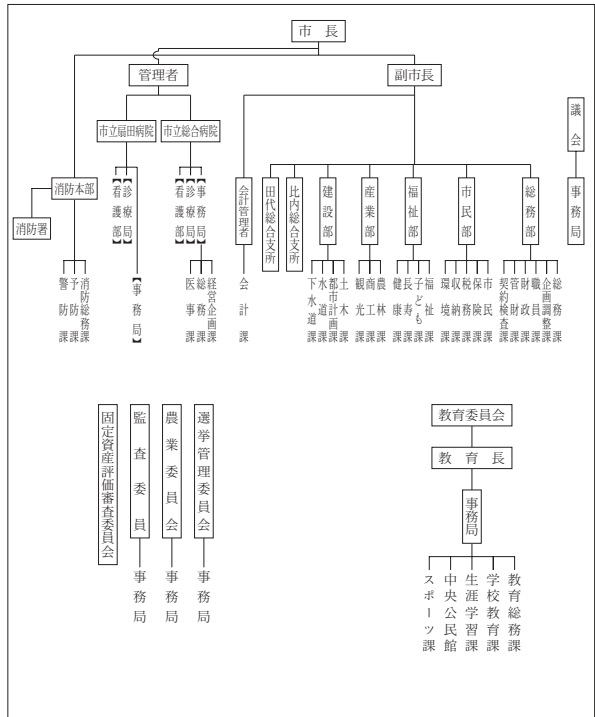 市長
管理者
副市長
議会
事務局
市立扇田病院
市立総合病院
消防本部
消防署
【看護部】
【診療局】
【事務局】
【看護部】
【診療局】
【事務局】
会計管理者
田代総合支所
比内総合支所
建設部
産業部
福祉部
市民部
総務部
警防課
予防課
消防総務課
医事課
総務課
経営企画課
会計課
下水道課
水道課
都市計画課
土木課
観光課
商工課
農林課
健康課
長寿課
子ども課
福祉課
環境課
収納課
税務課
保険課
市民課
契約検査課
管財課
財政課
職員課
企画調整課
総務課
固定資産評価審査委員会
監査委員
事務局
農業委員会
事務局
選挙管理委員会
事務局
教育委員会
教育長
事務局
スポーツ課
中央公民館
生涯学習課
学校教育課
教育総務課